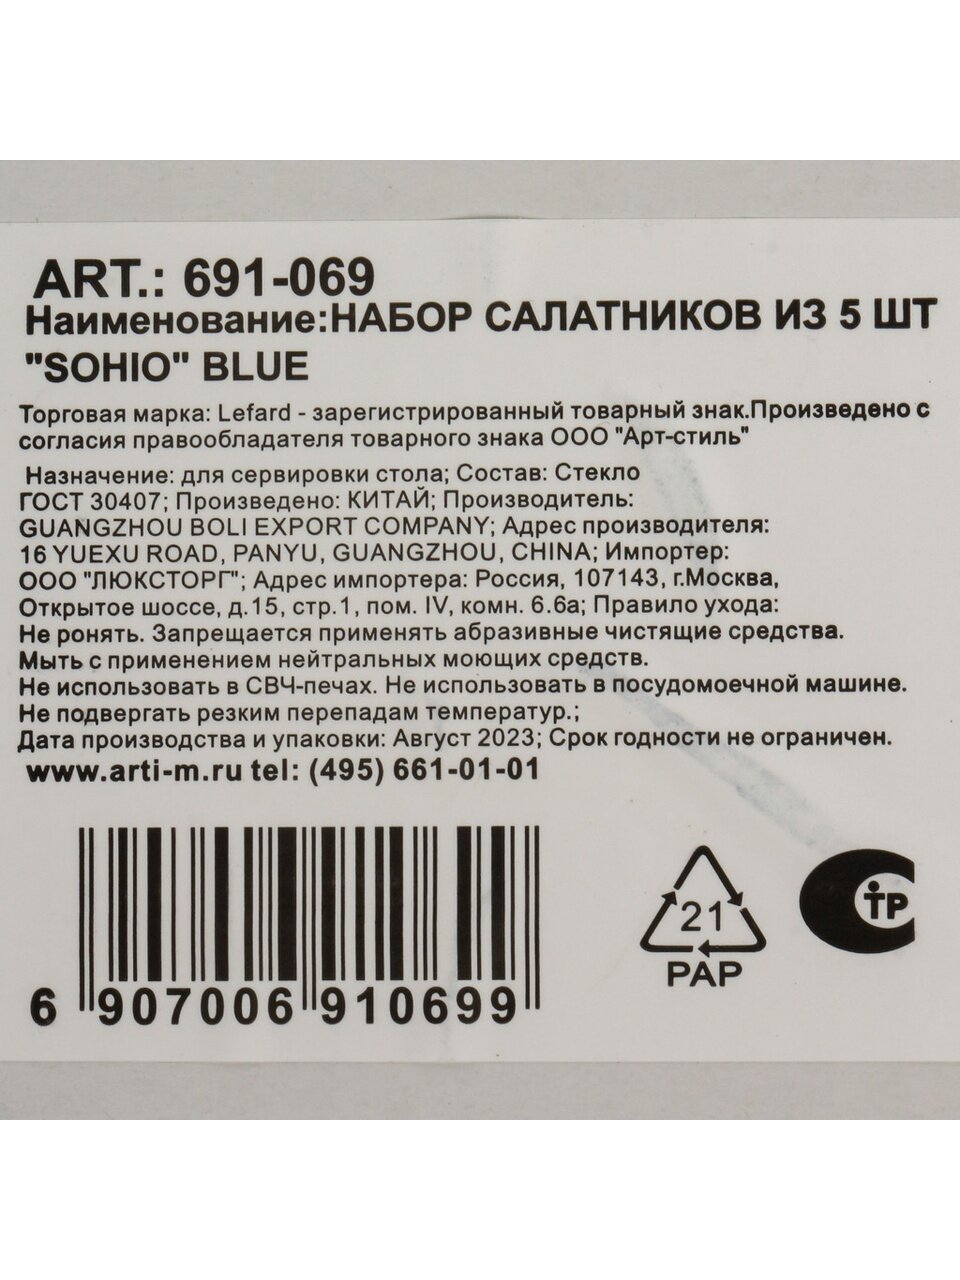 ART.: 691-069
Наименование:НАБОР САЛАТНИКОВ ИЗ 5 ШТ
"SOHIO" BLUE
Торговая марка: Lefard - зарегистрированный товарный знак.Произведено с
согласия правообладателя товарного знака ООО "Арт-стиль"
Назначение: для сервировки стола; Состав: Стекло
ГОСТ 30407; Произведено: КИТАЙ; Производитель:
GUANGZHOU BOLI EXPORT COMPANY; Адрес производителя:
16 YUEXU ROAD, PANYU, GUANGZHOU, CHINA; Импортер:
ООО "ЛЮКСТОРГ"; Адрес импортера: Россия, 107143, г.Москва,
Открытое шоссе, д.15, стр.1, пом. IV, комн. 6.6а; Правило ухода:
Не ронять. Запрещается применять абразивные чистящие средства.
Мыть с применением нейтральных моющих средств.
Не использовать в СВЧ-печах. Не использовать в посудомоечной машине.
Не подвергать резким перепадам температур.;
Дата производства и упаковки: Август 2023; Срок годности не ограничен.
www.arti-m.ru tel: (495) 661-01-01
21
PAP
ТР
6 907006 910699